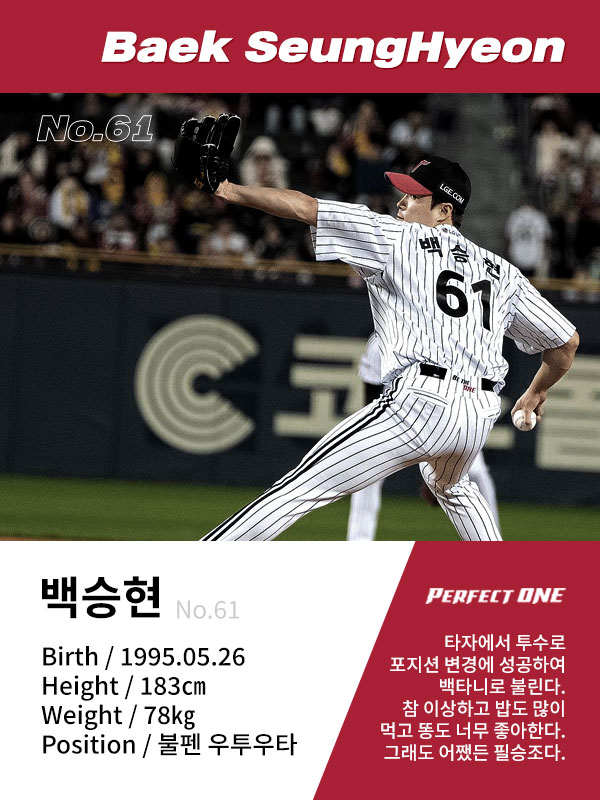 Baek SeungHyeon
No.61
LGE.COM
백승현
61
BE THE
ONE
코
백승현 No.61
Birth / 1995.05.26
Height / 183㎝
Weight / 78㎏
Position / 불펜 우투우타
PERFECT ONE
타자에서 투수로
포지션 변경에 성공하여
백타니로 불린다.
참 이상하고 밥도 많이
먹고 똥도 너무 좋아한다.
그래도 어쨌든 필승조다.